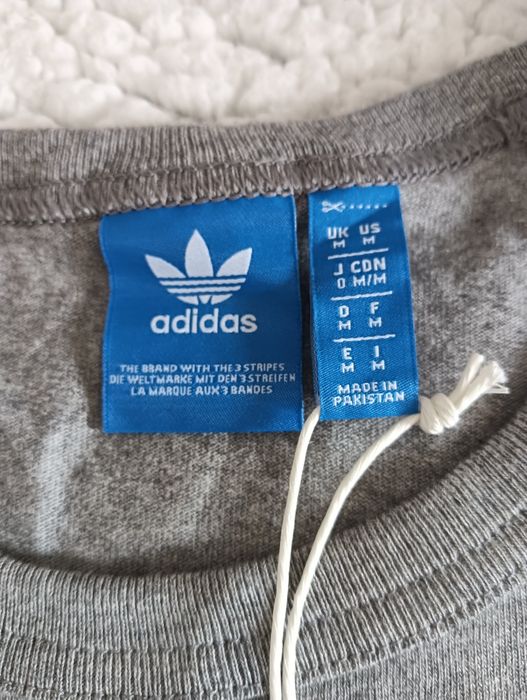 adidas
THE BRAND WITH THE 3 STRIPES
DIE WELTMARKE MIT DEN 3 STREIFEN
LA MARQUE AUX 3 BANDES
UK US
M M
J CDN
O M/M
D F
M M
E I
M M
MADE IN
PAKISTAN